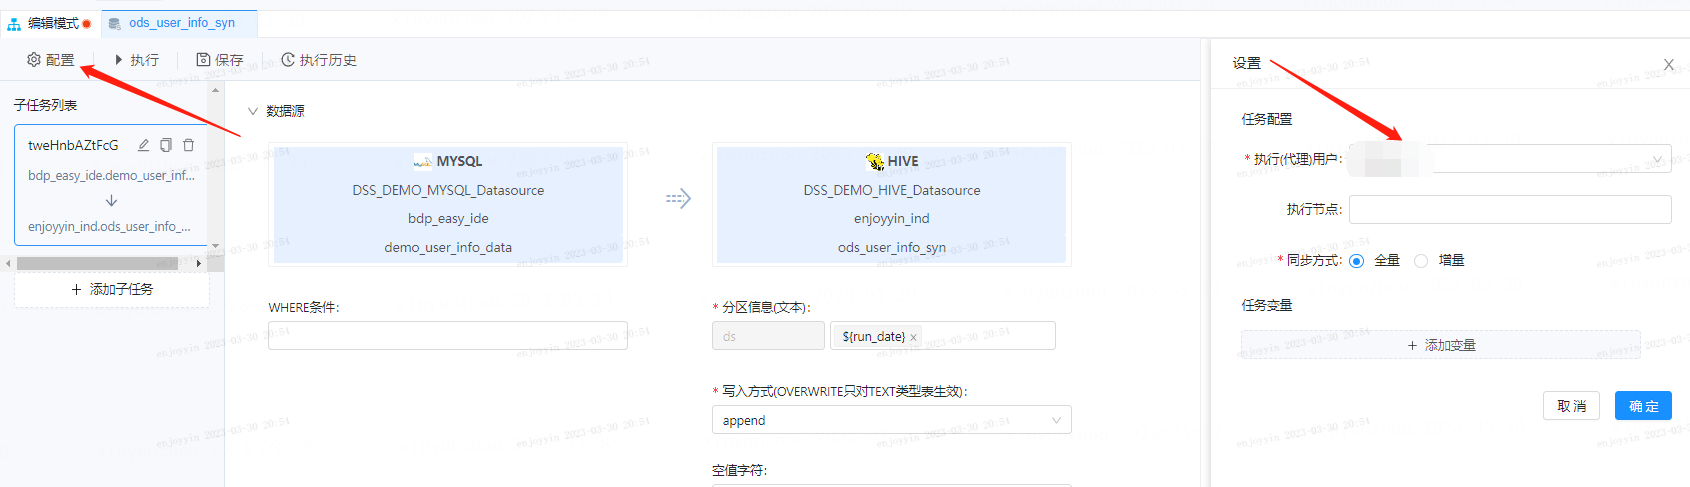 编辑模式
ods_user_info_syn
配置
执行
保存
执行历史
子任务列表
tweHnbAZtFcG
bdp_easy_ide.demo_user_inf...
enjoyyin_ind.ods_user_info_...
+ 添加子任务
数据源
MYSQL
DSS_DEMO_MYSQL_Datasource
bdp_easy_ide
demo_user_info_data
HIVE
DSS_DEMO_HIVE_Datasource
enjoyyin_ind
ods_user_info_syn
WHERE条件:
* 分区信息(文本):
ds
${run_date} ×
* 写入方式(OVERWRITE只对TEXT类型表生效):
append
空值字符:
设置
任务配置
* 执行(代理)用户:
执行节点:
* 同步方式: 全量 增量
任务变量
+ 添加变量
取消 确定
enjoyyin 2023-03-30 20:54